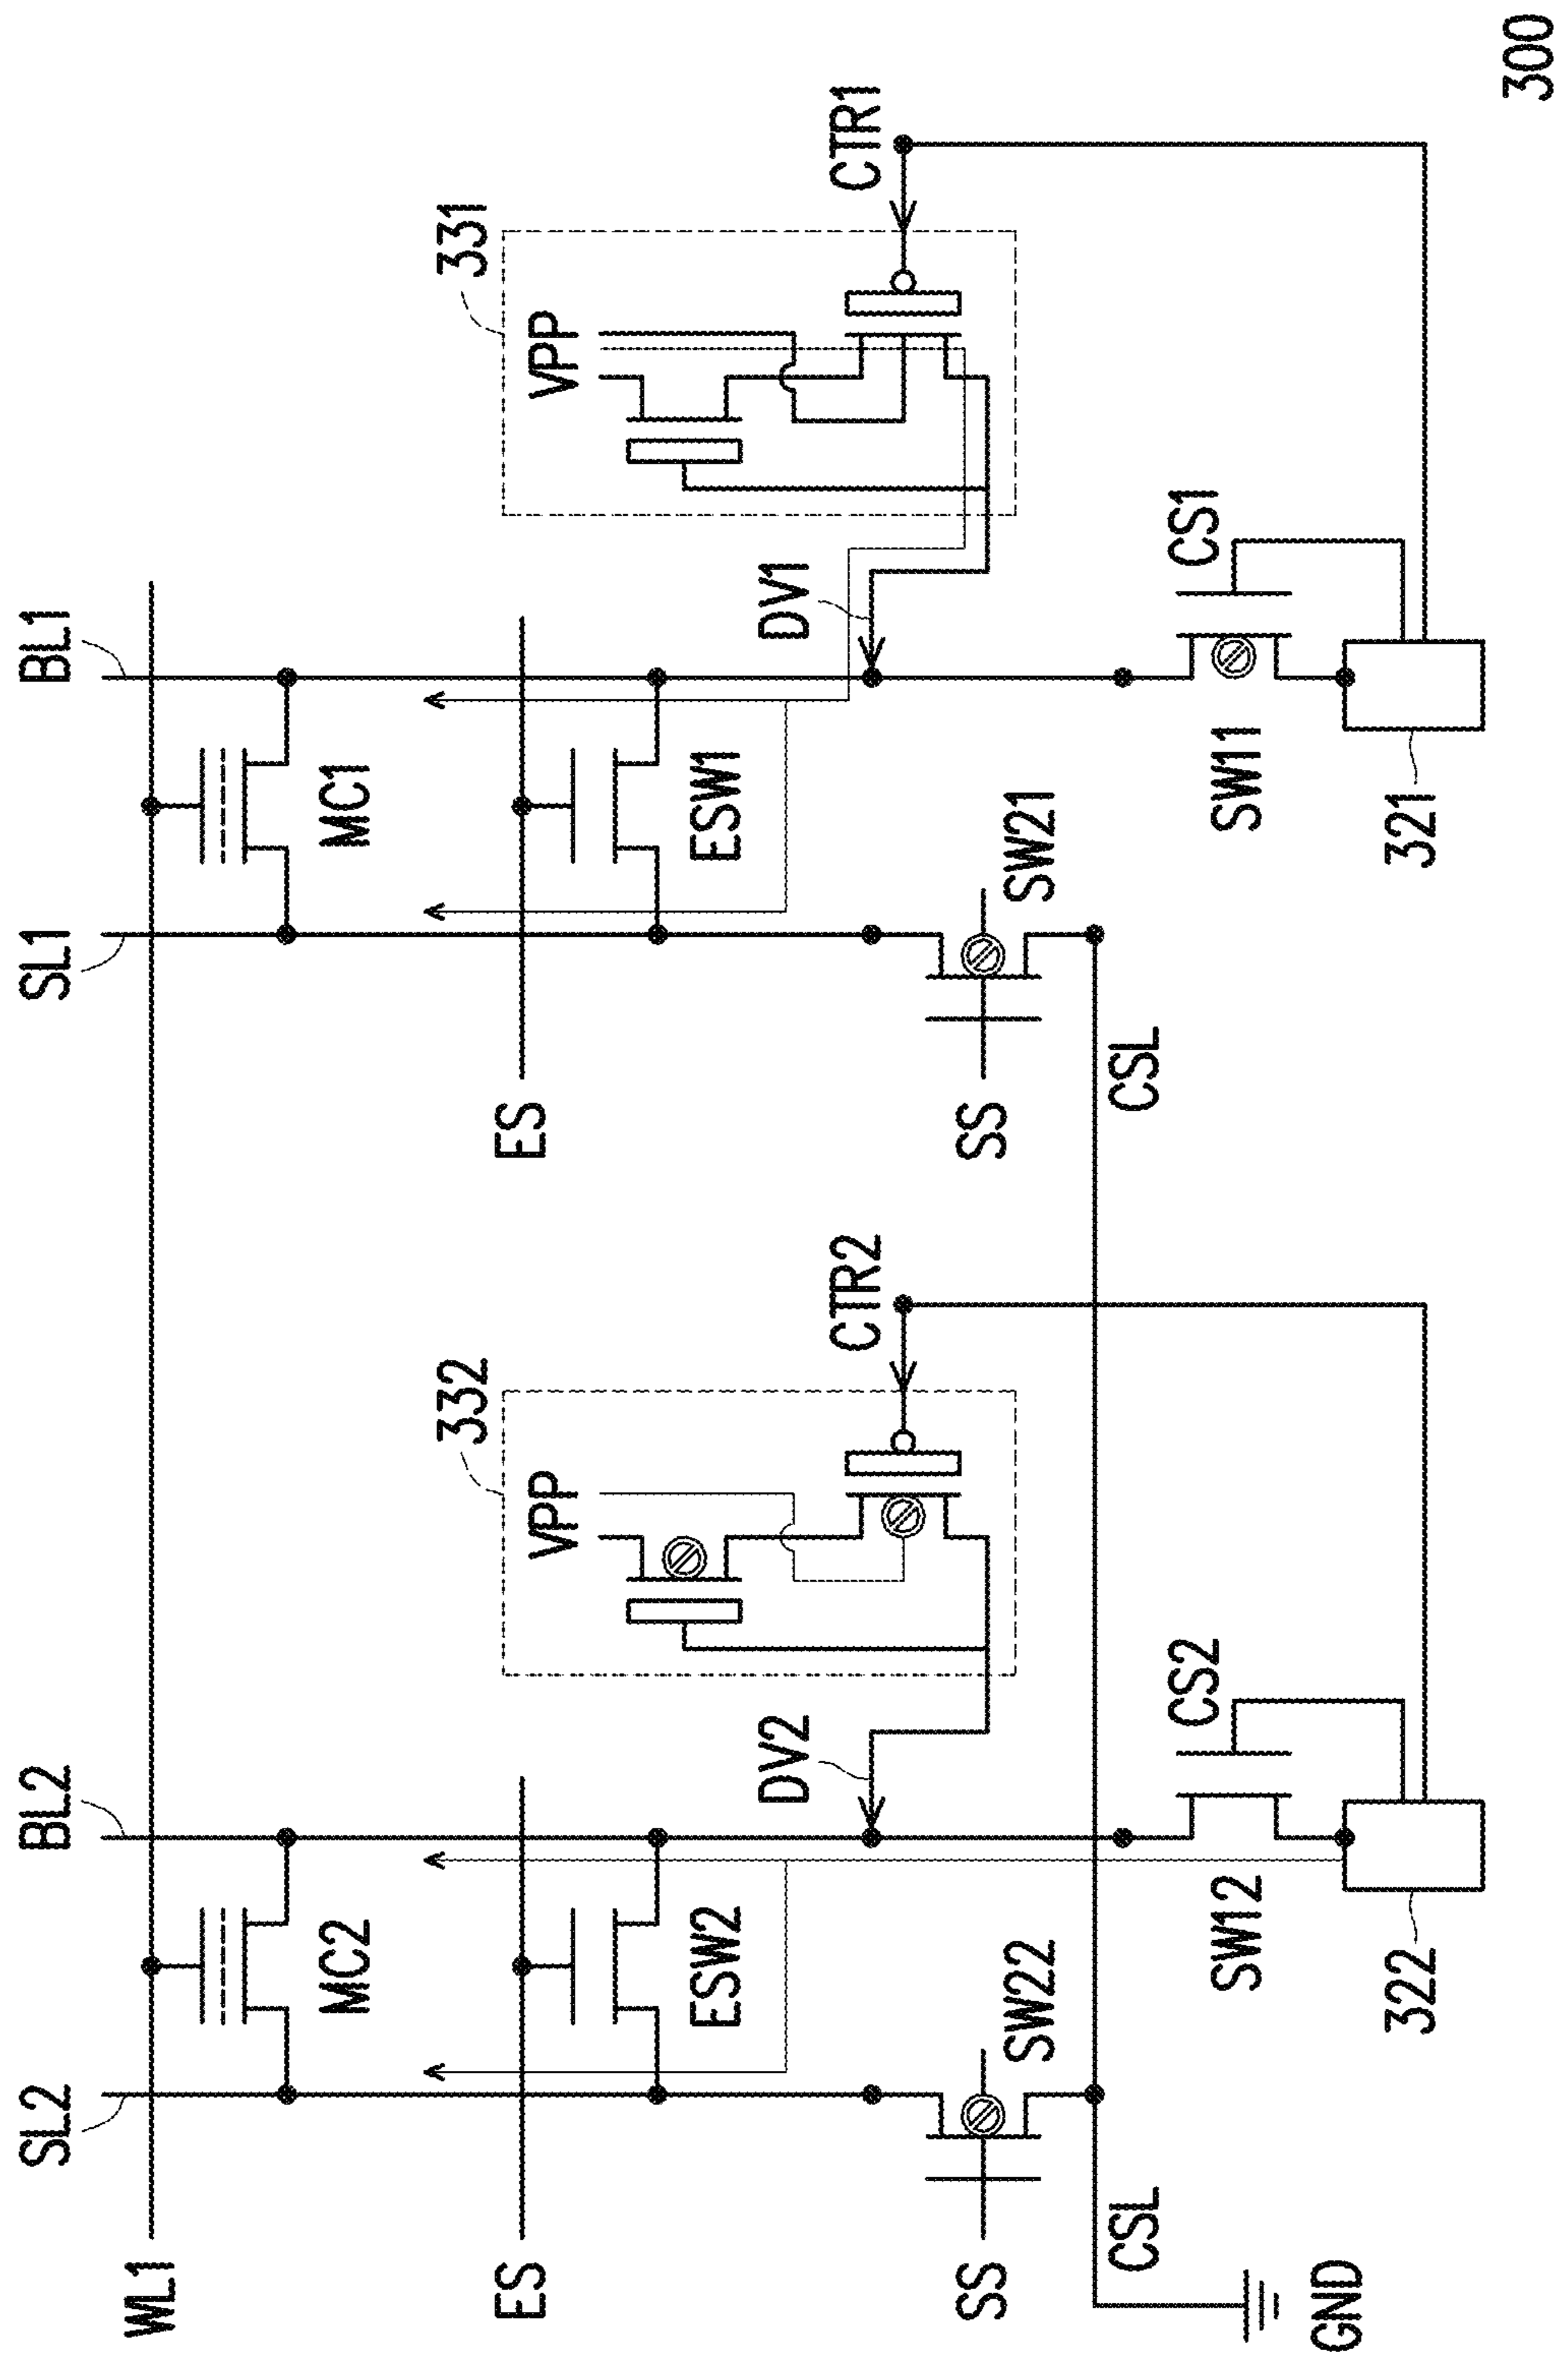 WL1
SL2
BL2
SL1
BL1
MC2
MC1
ES
ES
ESW2
ESW1
332
331
VPP
VPP
DV2
DV1
CTR2
CTR1
SS
SS
SW22
SW21
CSL
CSL
CS2
CS1
SW12
SW11
GND
322
321
300